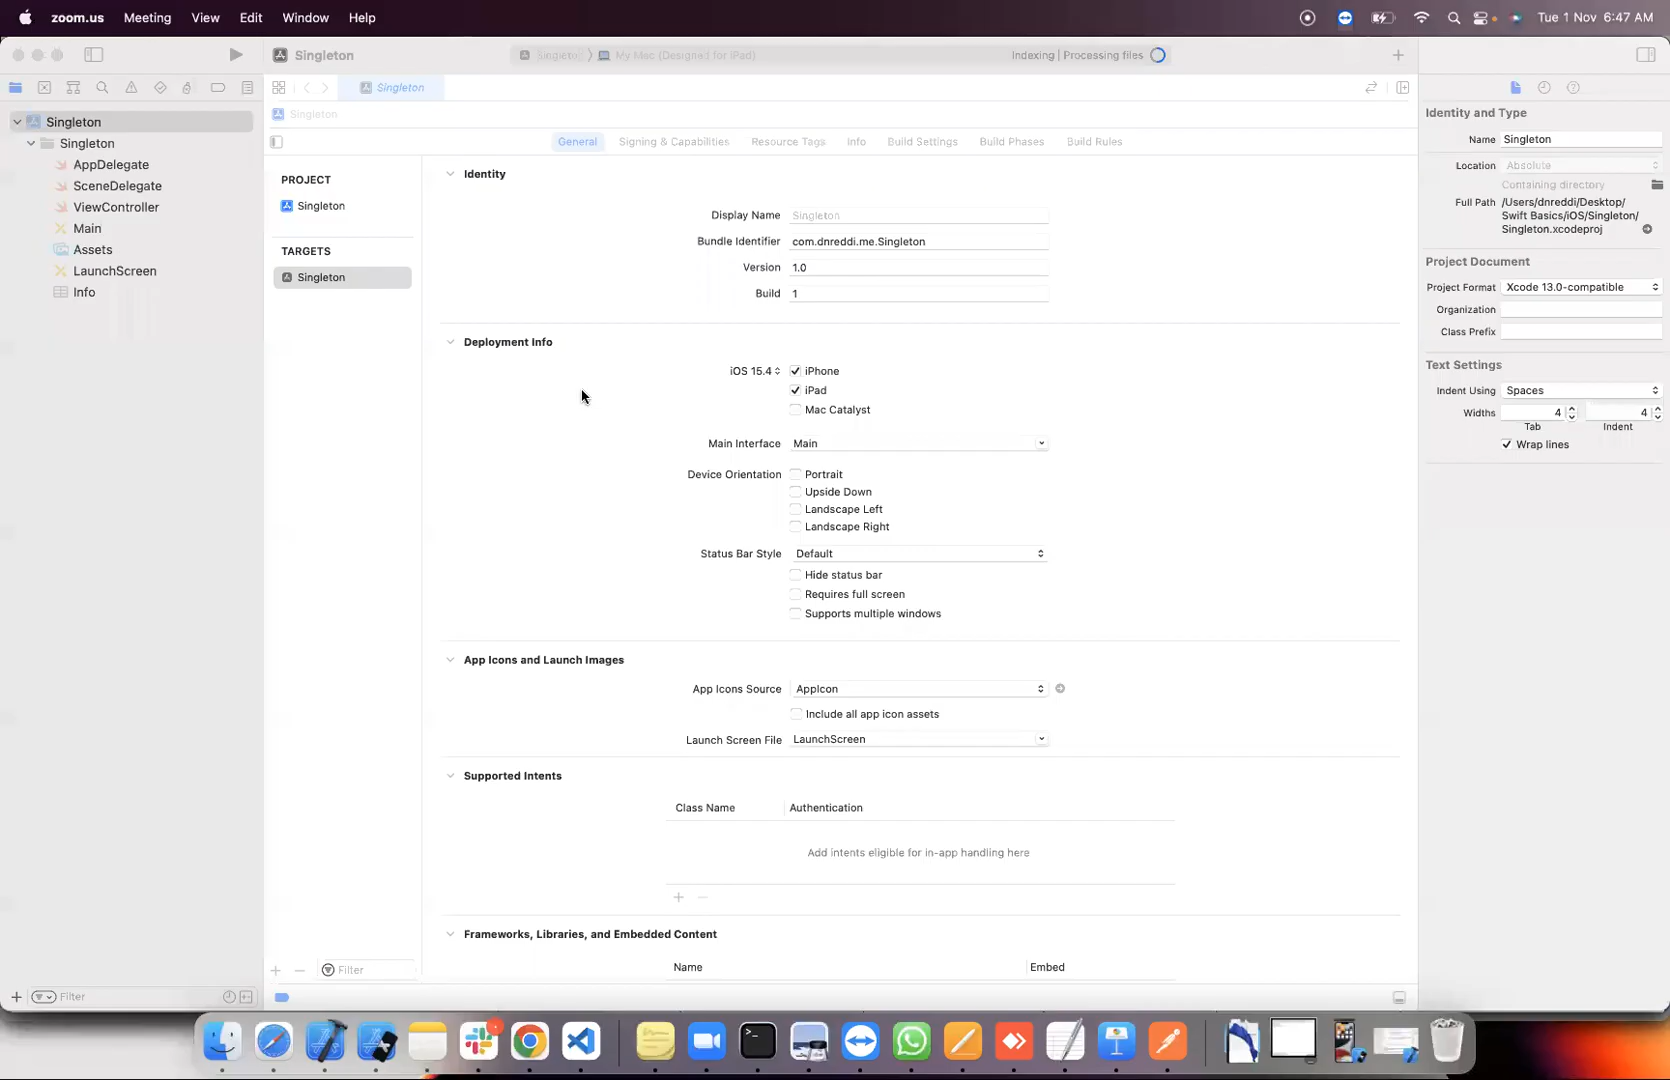 zoom.us Meeting View Edit Window Help Tue 1 Nov 6:47 AM
Singleton Singleton My Mac (Designed for iPad) Indexing | Processing files
Singleton
Singleton
Singleton
Singleton
AppDelegate
SceneDelegate
ViewController
Main
Assets
LaunchScreen
Info
Filter
General Signing & Capabilities Resource Tags Info Build Settings Build Phases Build Rules
PROJECT
Singleton
TARGETS
Singleton
Filter
Identity
Display Name Singleton
Bundle Identifier com.dnreddi.me.Singleton
Version 1.0
Build 1
Deployment Info
iOS 15.4 iPhone
iPad
Mac Catalyst
Main Interface Main
Device Orientation Portrait
Upside Down
Landscape Left
Landscape Right
Status Bar Style Default
Hide status bar
Requires full screen
Supports multiple windows
App Icons and Launch Images
App Icons Source AppIcon
Include all app icon assets
Launch Screen File LaunchScreen
Supported Intents
Class Name Authentication
Add intents eligible for in-app handling here
Frameworks, Libraries, and Embedded Content
Name Embed
Identity and Type
Name Singleton
Location Absolute
Containing directory
Full Path /Users/dnreddi/Desktop/
Swift Basics/iOS/Singleton/
Singleton.xcodeproj
Project Document
Project Format Xcode 13.0-compatible
Organization
Class Prefix
Text Settings
Indent Using Spaces
Widths 4 4
Tab Indent
Wrap lines